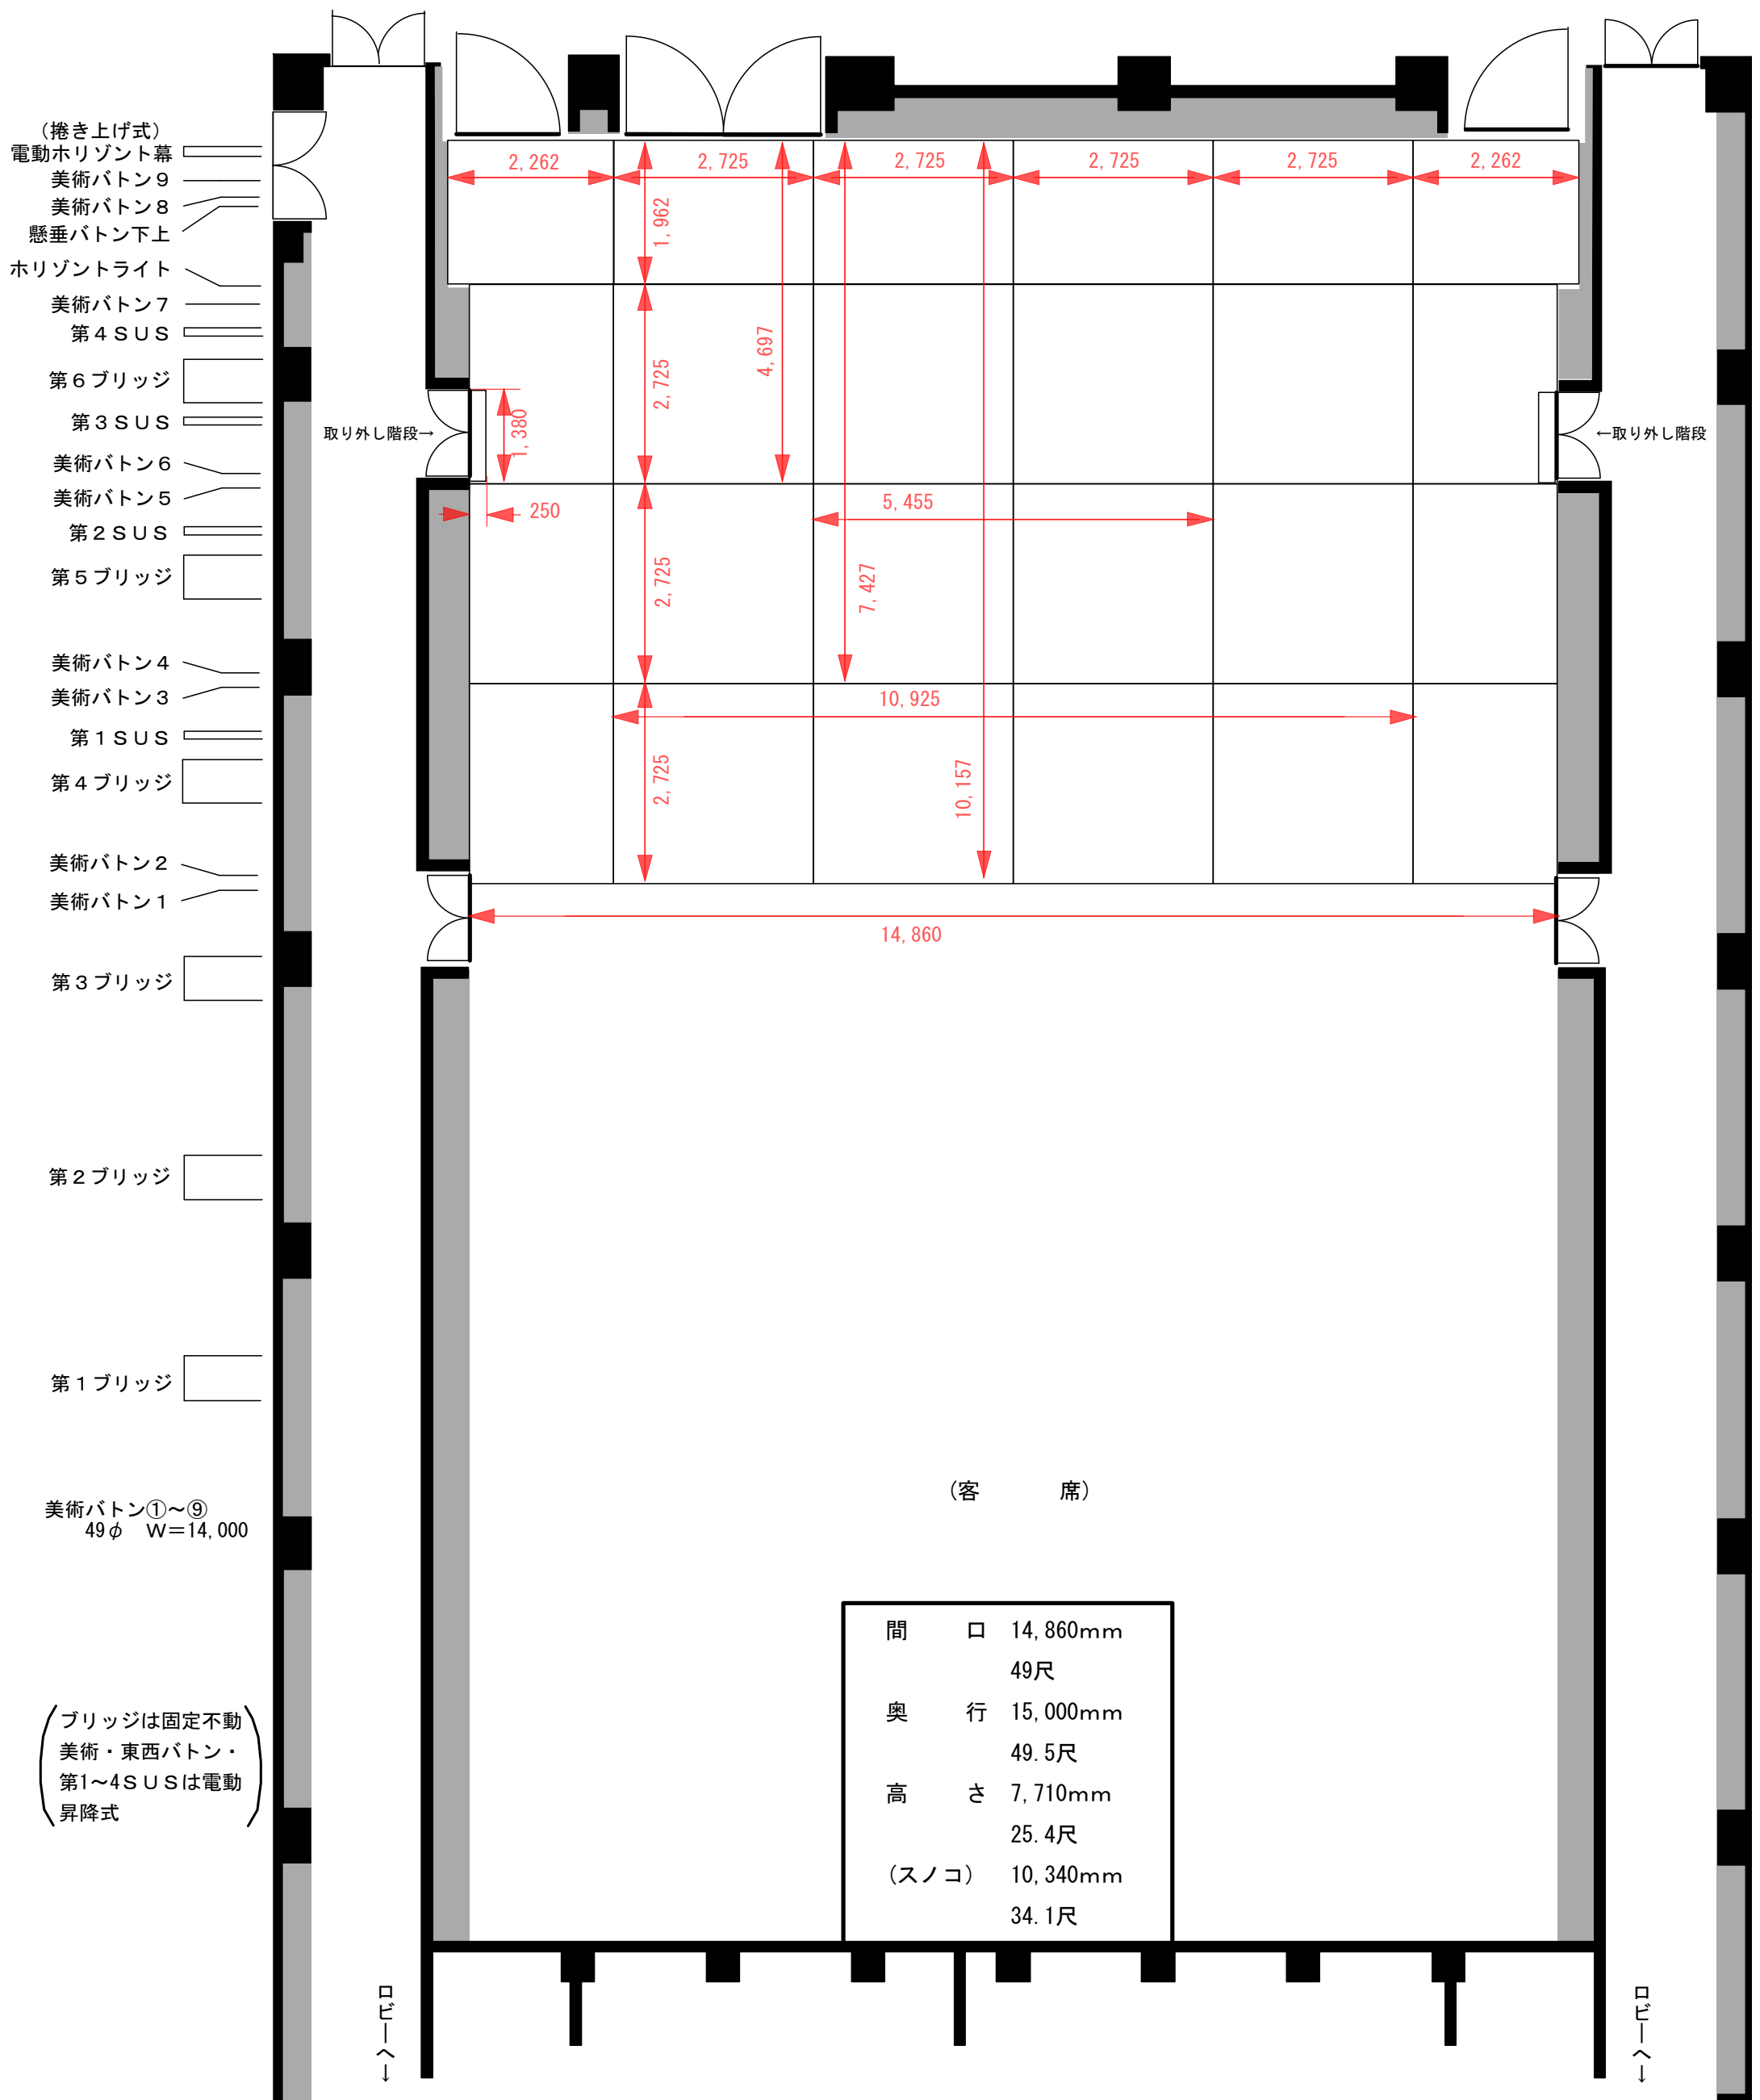 (捲き上げ式)
電動ホリゾント幕
美術バトン9
美術バトン8
懸垂バトン下上
ホリゾントライト
美術バトン7
第4SUS
第6ブリッジ
第3SUS
美術バトン6
美術バトン5
第2SUS
第5ブリッジ
美術バトン4
美術バトン3
第1SUS
第4ブリッジ
美術バトン2
美術バトン1
第3ブリッジ
第2ブリッジ
第1ブリッジ
美術バトン①～⑨
49φ W=14,000
ブリッジは固定不動
美術・東西バトン・
第1~4SUSは電動
昇降式
2,262
2,725
2,725
2,725
2,725
2,262
1,962
4,697
2,725
1,380
取り外し階段→
←取り外し階段
250
5,455
2,725
7,427
10,925
2,725
10,157
14,860
(客 席)
間 口 14,860mm
49尺
奥 行 15,000mm
49.5尺
高 さ 7,710mm
25.4尺
(スノコ) 10,340mm
34.1尺
ロビーへ→
ロビーへ→